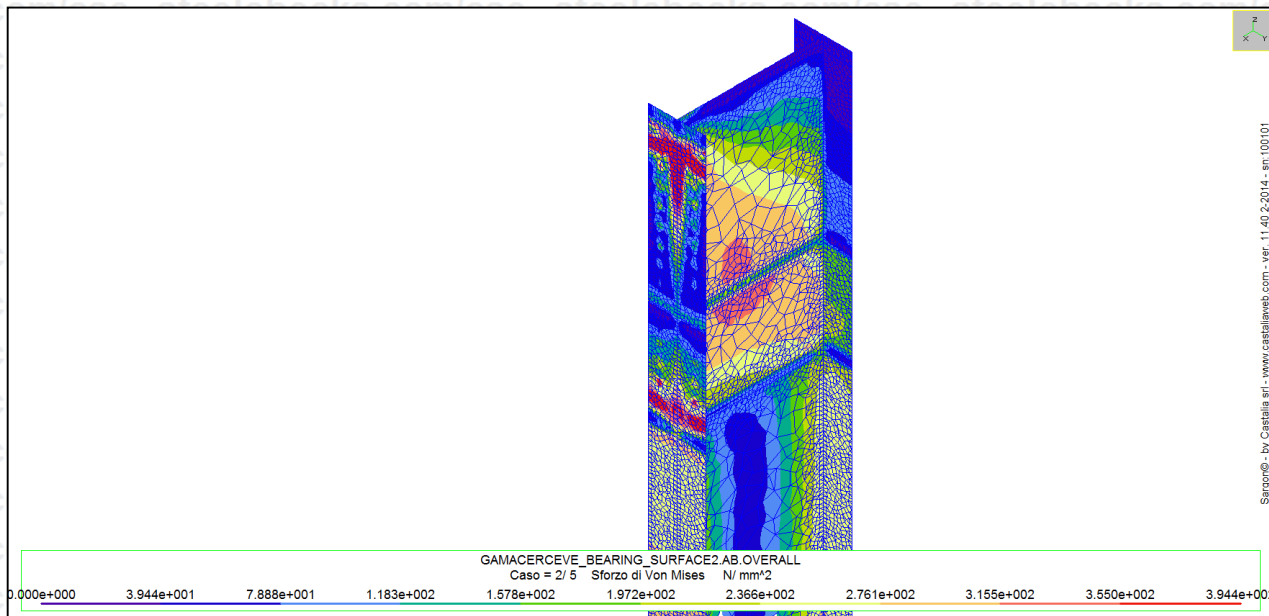 Z
X Y
Sargon© - by Castalia srl - www.castaliaweb.com - ver. 11.40 2-2014 - sn:100101
GAMACERCEVE_BEARING_SURFACE2.AB.OVERALL
Caso = 2/ 5 Sforzo di Von Mises N/ mm^2
0.000e+000 3.944e+001 7.888e+001 1.183e+002 1.578e+002 1.972e+002 2.366e+002 2.761e+002 3.155e+002 3.550e+002 3.944e+00